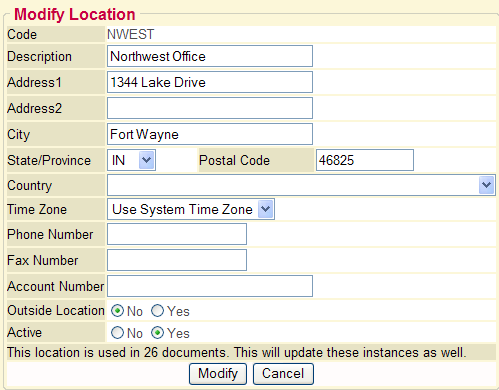 Modify Location
Code NWEST
Description Northwest Office
Address1 1344 Lake Drive
Address2
City Fort Wayne
State/Province IN Postal Code 46825
Country
Time Zone Use System Time Zone
Phone Number
Fax Number
Account Number
Outside Location No Yes
Active No Yes
This location is used in 26 documents. This will update these instances as well.
Modify Cancel